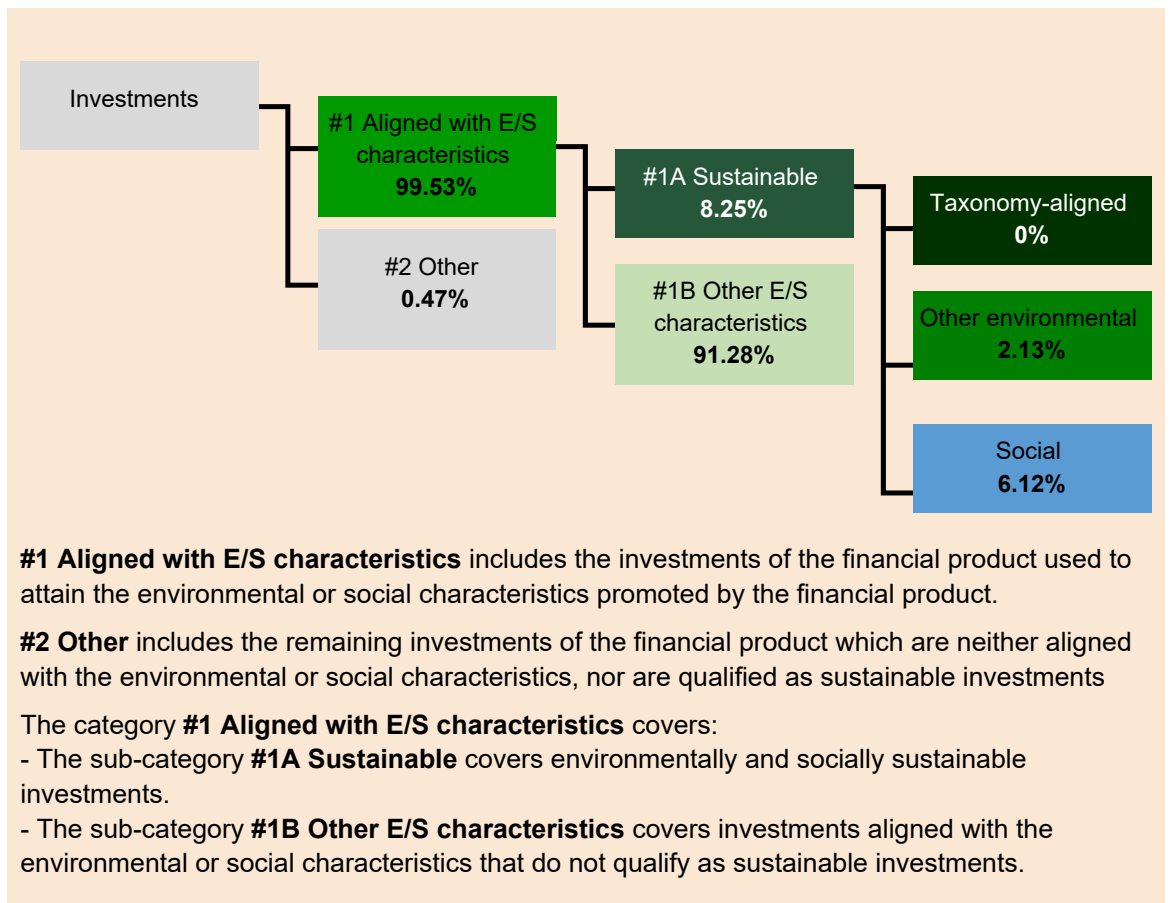 Investments
#1 Aligned with E/S
characteristics
99.53%
#2 Other
0.47%
#1A Sustainable
8.25%
#1B Other E/S
characteristics
91.28%
Taxonomy-aligned
0%
Other environmental
2.13%
Social
6.12%
#1 Aligned with E/S characteristics includes the investments of the financial product used to
attain the environmental or social characteristics promoted by the financial product.
#2 Other includes the remaining investments of the financial product which are neither aligned
with the environmental or social characteristics, nor are qualified as sustainable investments
The category #1 Aligned with E/S characteristics covers:
- The sub-category #1A Sustainable covers environmentally and socially sustainable
investments.
- The sub-category #1B Other E/S characteristics covers investments aligned with the
environmental or social characteristics that do not qualify as sustainable investments.